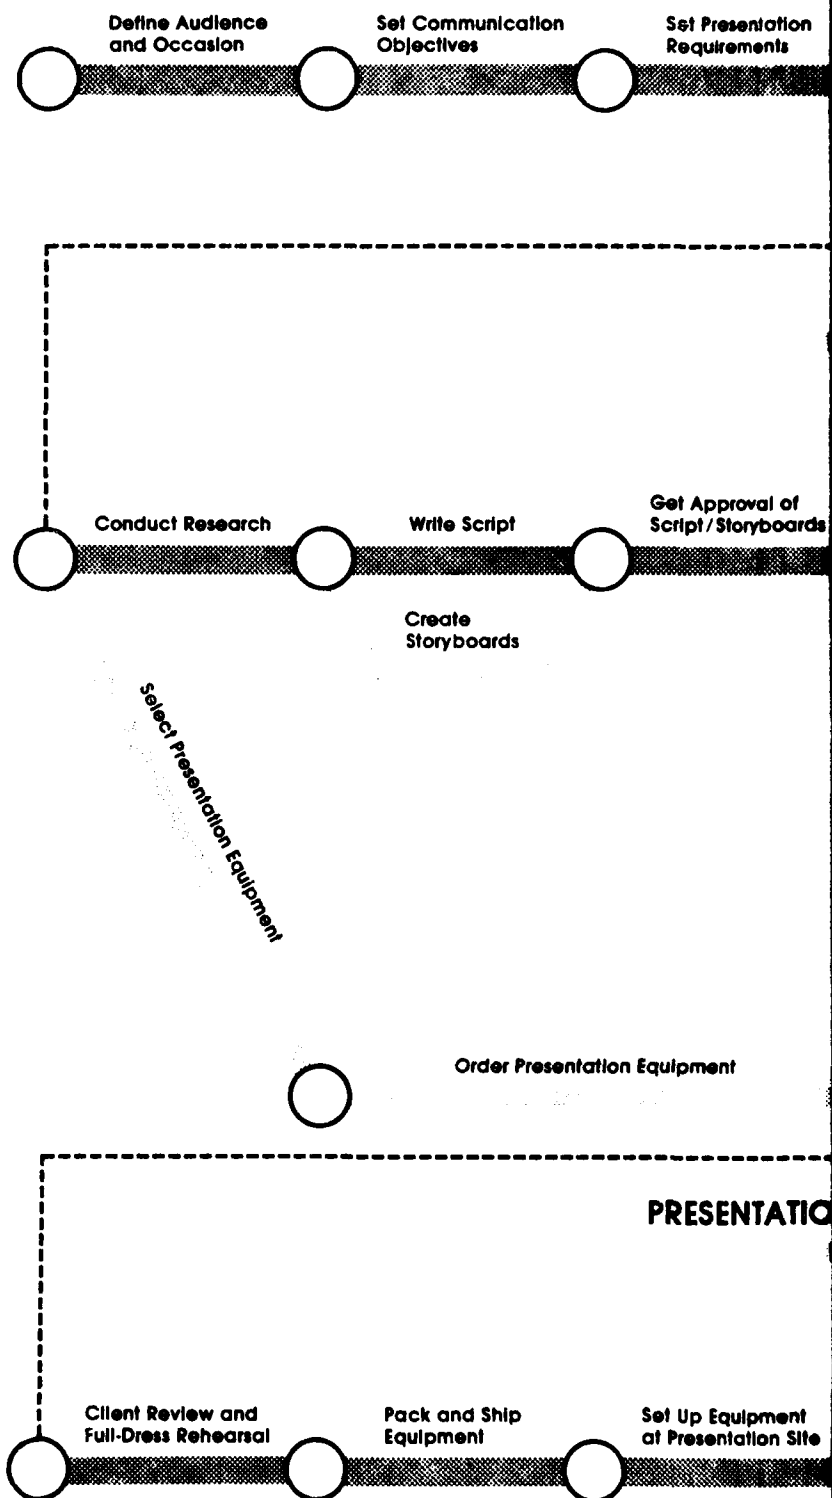 Define Audience
and Occasion
Set Communication
Objectives
Set Presentation
Requirements
Conduct Research
Write Script
Get Approval of
Script/Storyboards
Create
Storyboards
Select Presentation Equipment
Order Presentation Equipment
PRESENTATIO
Client Review and
Full-Dress Rehearsal
Pack and Ship
Equipment
Set Up Equipment
at Presentation Site